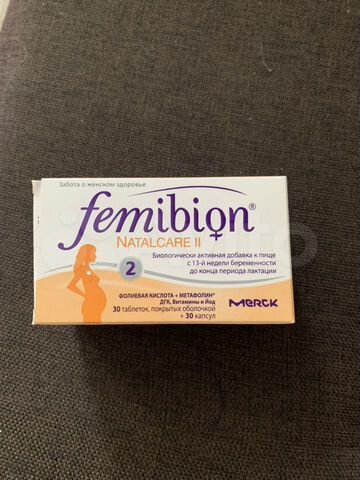 Забота о женском здоровье
femibion®
NATALCARE II
2
Биологически активная добавка к пище
с 13-й недели беременности
до конца периода лактации
ФОЛИЕВАЯ КИСЛОТА + МЕТАФОЛИН®
ДГК, Витамины и Йод
30 таблеток, покрытых оболочкой
+ 30 капсул
MERCK